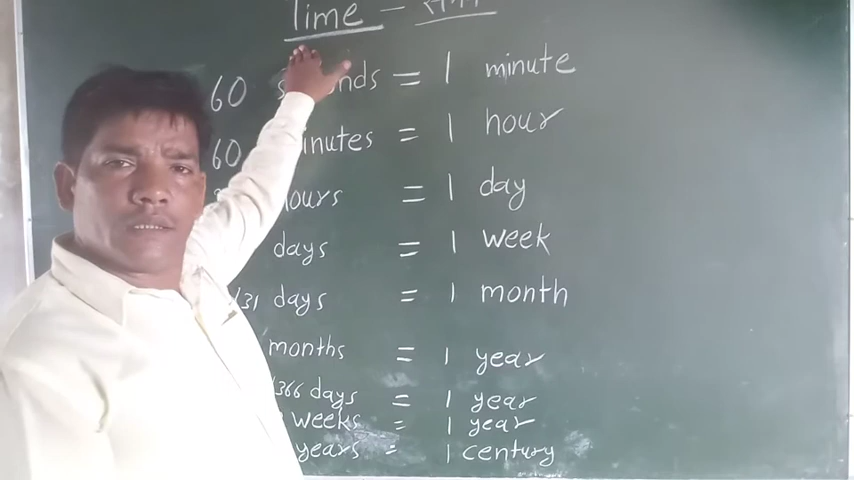 Time -
60 seconds = 1 minute
60 minutes = 1 hour
hours = 1 day
days = 1 week
/31 days = 1 month
months = 1 year
/366 days = 1 year
weeks = 1 year
years = 1 century